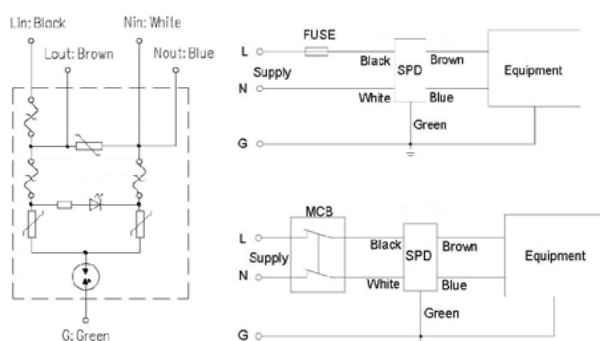 Lin: Black
Nin: White
Lout: Brown
Nout: Blue
G: Green
FUSE
L
Black
SPD
Brown
Equipment
Supply
N
White
Blue
Green
G
MCB
L
Black
SPD
Brown
Equipment
Supply
N
White
Blue
Green
G